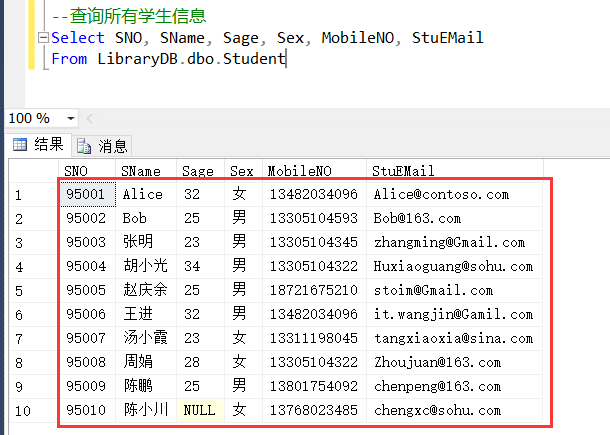 --查询所有学生信息
Select SNO, SName, Sage, Sex, MobileNO, StuEMail
From LibraryDB.dbo.Student
100 %
结果 消息
SNO SName Sage Sex MobileNO StuEMail
1 95001 Alice 32 女 13482034096 Alice@contoso.com
2 95002 Bob 25 男 13305104593 Bob@163.com
3 95003 张明 23 男 13305104345 zhangming@Gmail.com
4 95004 胡小光 34 男 13305104322 Huxiaoguang@sohu.com
5 95005 赵庆余 25 男 18721675210 stoim@Gmail.com
6 95006 王进 32 男 13482034096 it.wangjin@Gamil.com
7 95007 汤小霞 23 女 13311198045 tangxiaoxia@sina.com
8 95008 周娟 28 女 13305104322 Zhoujuan@163.com
9 95009 陈鹏 25 男 13801754092 chenpeng@163.com
10 95010 陈小川 NULL 女 13768023485 chengxc@sohu.com